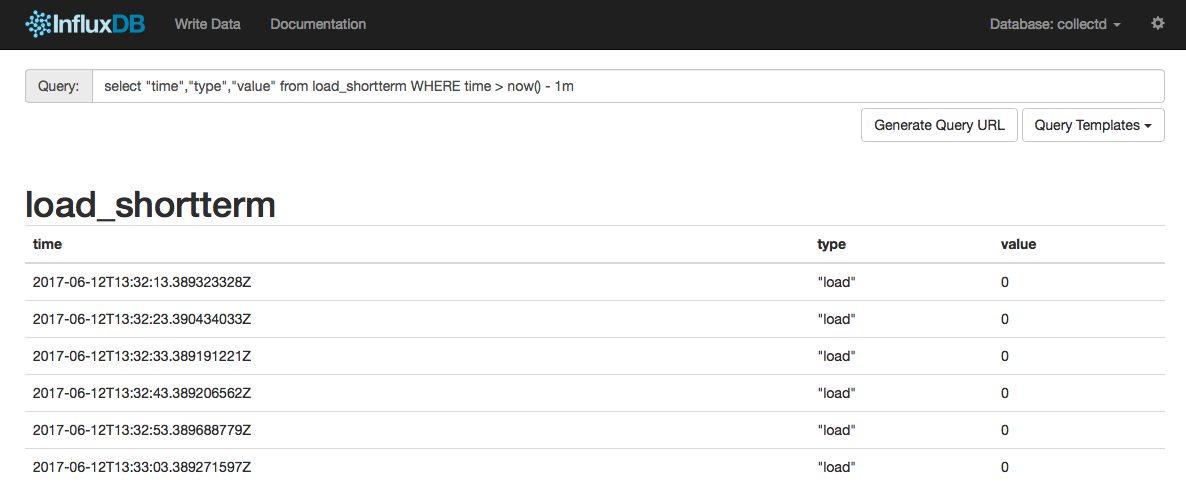 InfluxDB Write Data Documentation Database: collectd
Query: select "time","type","value" from load_shortterm WHERE time > now() - 1m
Generate Query URL Query Templates
load_shortterm
time type value
2017-06-12T13:32:13.389323328Z "load" 0
2017-06-12T13:32:23.390434033Z "load" 0
2017-06-12T13:32:33.389191221Z "load" 0
2017-06-12T13:32:43.389206562Z "load" 0
2017-06-12T13:32:53.389688779Z "load" 0
2017-06-12T13:33:03.389271597Z "load" 0